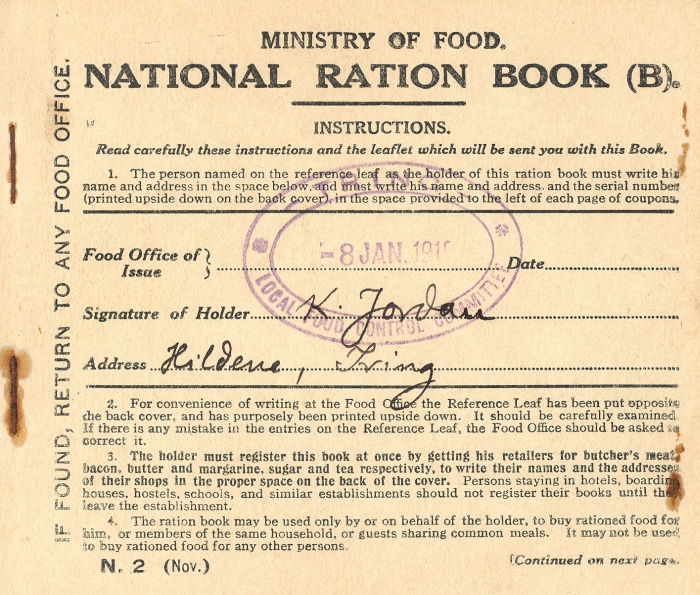 MINISTRY OF FOOD.
NATIONAL RATION BOOK (B).
INSTRUCTIONS.
Read carefully these instructions and the leaflet which will be sent you with this Book.
1. The person named on the reference leaf as the holder of this ration book must write his
name and address in the space below, and must write his name and address, and the serial number
(printed upside down on the back cover), in the space provided to the left of each page of coupons.
TRING
Food Office of
Issue
-8 JAN. 191
Date
LOCAL FOOD CONTROL COMMITTEE
Signature of Holder K. Jordan
Address Hildene, Tring
2. For convenience of writing at the Food Office the Reference Leaf has been put opposite
the back cover, and has purposely been printed upside down. It should be carefully examined.
If there is any mistake in the entries on the Reference Leaf, the Food Office should be asked to
correct it.
3. The holder must register this book at once by getting his retailers for butcher's meat,
bacon, butter and margarine, sugar and tea respectively, to write their names and the addresses
of their shops in the proper space on the back of the cover. Persons staying in hotels, boarding
houses, hostels, schools, and similar establishments should not register their books until they
leave the establishment.
4. The ration book may be used only by or on behalf of the holder, to buy rationed food for
him, or members of the same household, or guests sharing common meals. It may not be used
to buy rationed food for any other persons.
N. 2 (Nov.)
[Continued on next page.
IF FOUND, RETURN TO ANY FOOD OFFICE.